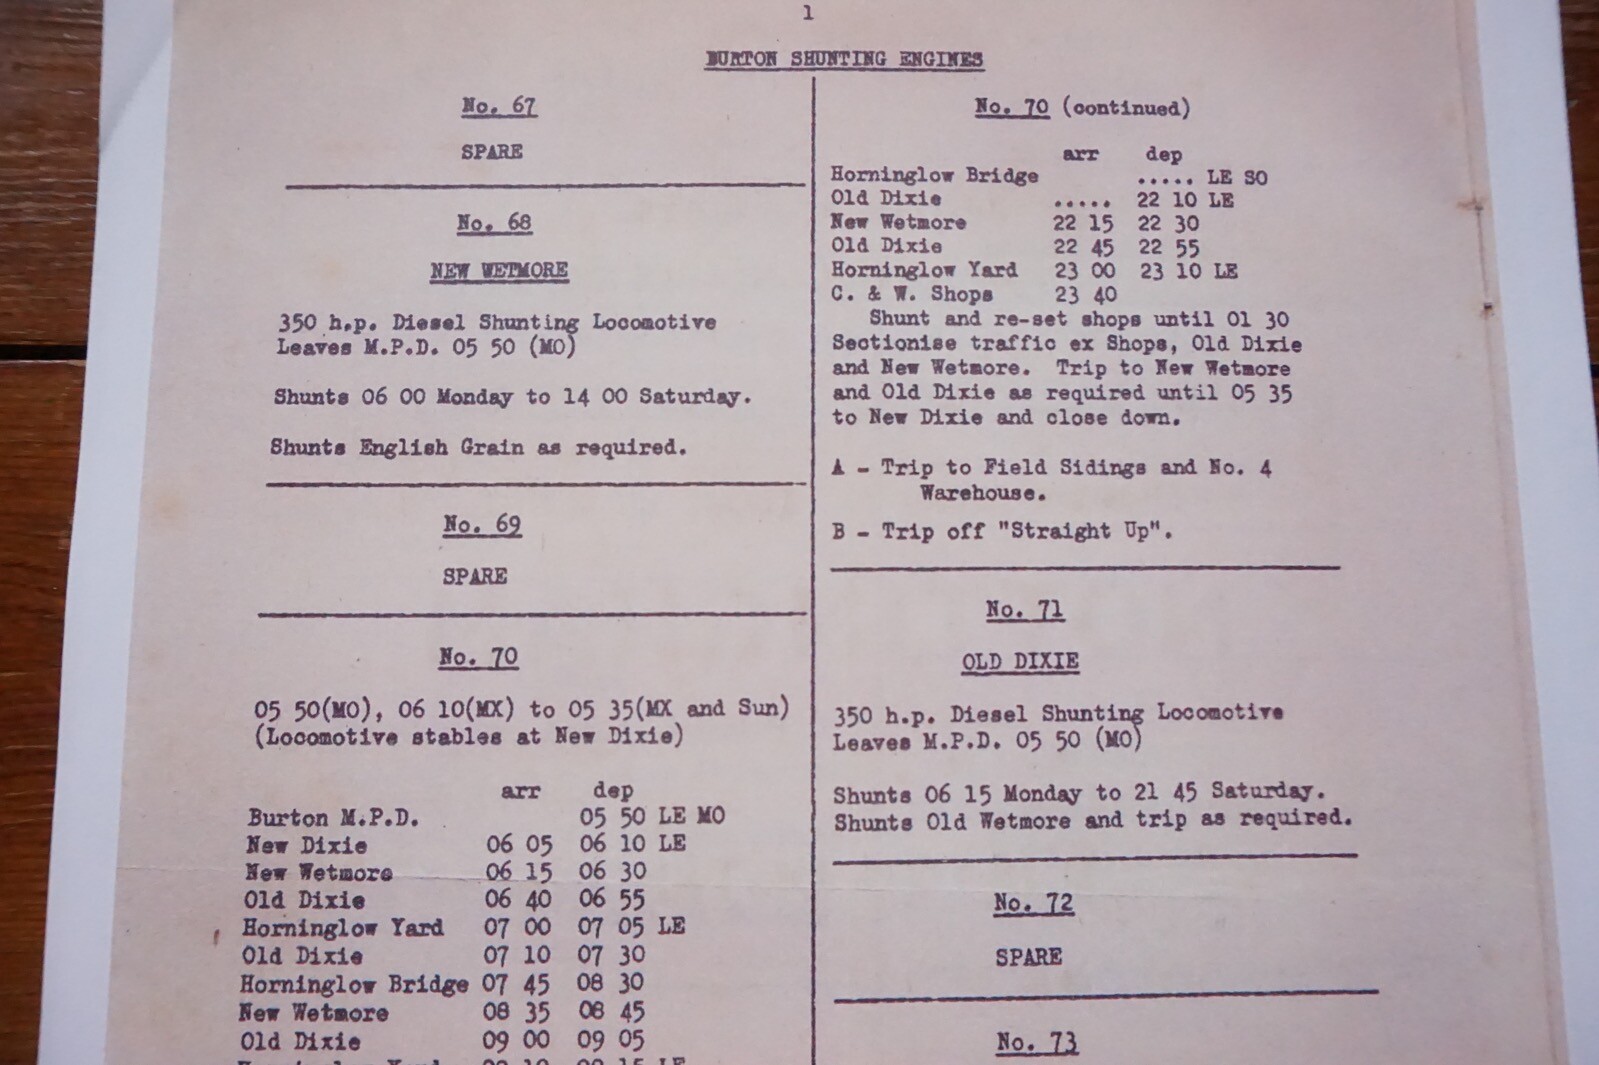 1
BURTON SHUNTING ENGINES
No. 67
SPARE
No. 68
NEW WETMORE
350 h.p. Diesel Shunting Locomotive
Leaves M.P.D. 05 50 (MO)
Shunts 06 00 Monday to 14 00 Saturday.
Shunts English Grain as required.
No. 69
SPARE
No. 70
05 50(MO), 06 10(MX) to 05 35(MX and Sun)
(Locomotive stables at New Dixie)
arr dep
Burton M.P.D. 05 50 LE MO
New Dixie 06 05 06 10 LE
New Wetmore 06 15 06 30
Old Dixie 06 40 06 55
Horninglow Yard 07 00 07 05 LE
Old Dixie 07 10 07 30
Horninglow Bridge 07 45 08 30
New Wetmore 08 35 08 45
Old Dixie 09 00 09 05
No. 70 (continued)
arr dep
Horninglow Bridge ..... LE SO
Old Dixie ..... 22 10 LE
New Wetmore 22 15 22 30
Old Dixie 22 45 22 55
Horninglow Yard 23 00 23 10 LE
C. & W. Shops 23 40
Shunt and re-set shops until 01 30
Sectionise traffic ex Shops, Old Dixie
and New Wetmore. Trip to New Wetmore
and Old Dixie as required until 05 35
to New Dixie and close down.
A - Trip to Field Sidings and No. 4
Warehouse.
B - Trip off "Straight Up".
No. 71
OLD DIXIE
350 h.p. Diesel Shunting Locomotive
Leaves M.P.D. 05 50 (MO)
Shunts 06 15 Monday to 21 45 Saturday.
Shunts Old Wetmore and trip as required.
No. 72
SPARE
No. 73